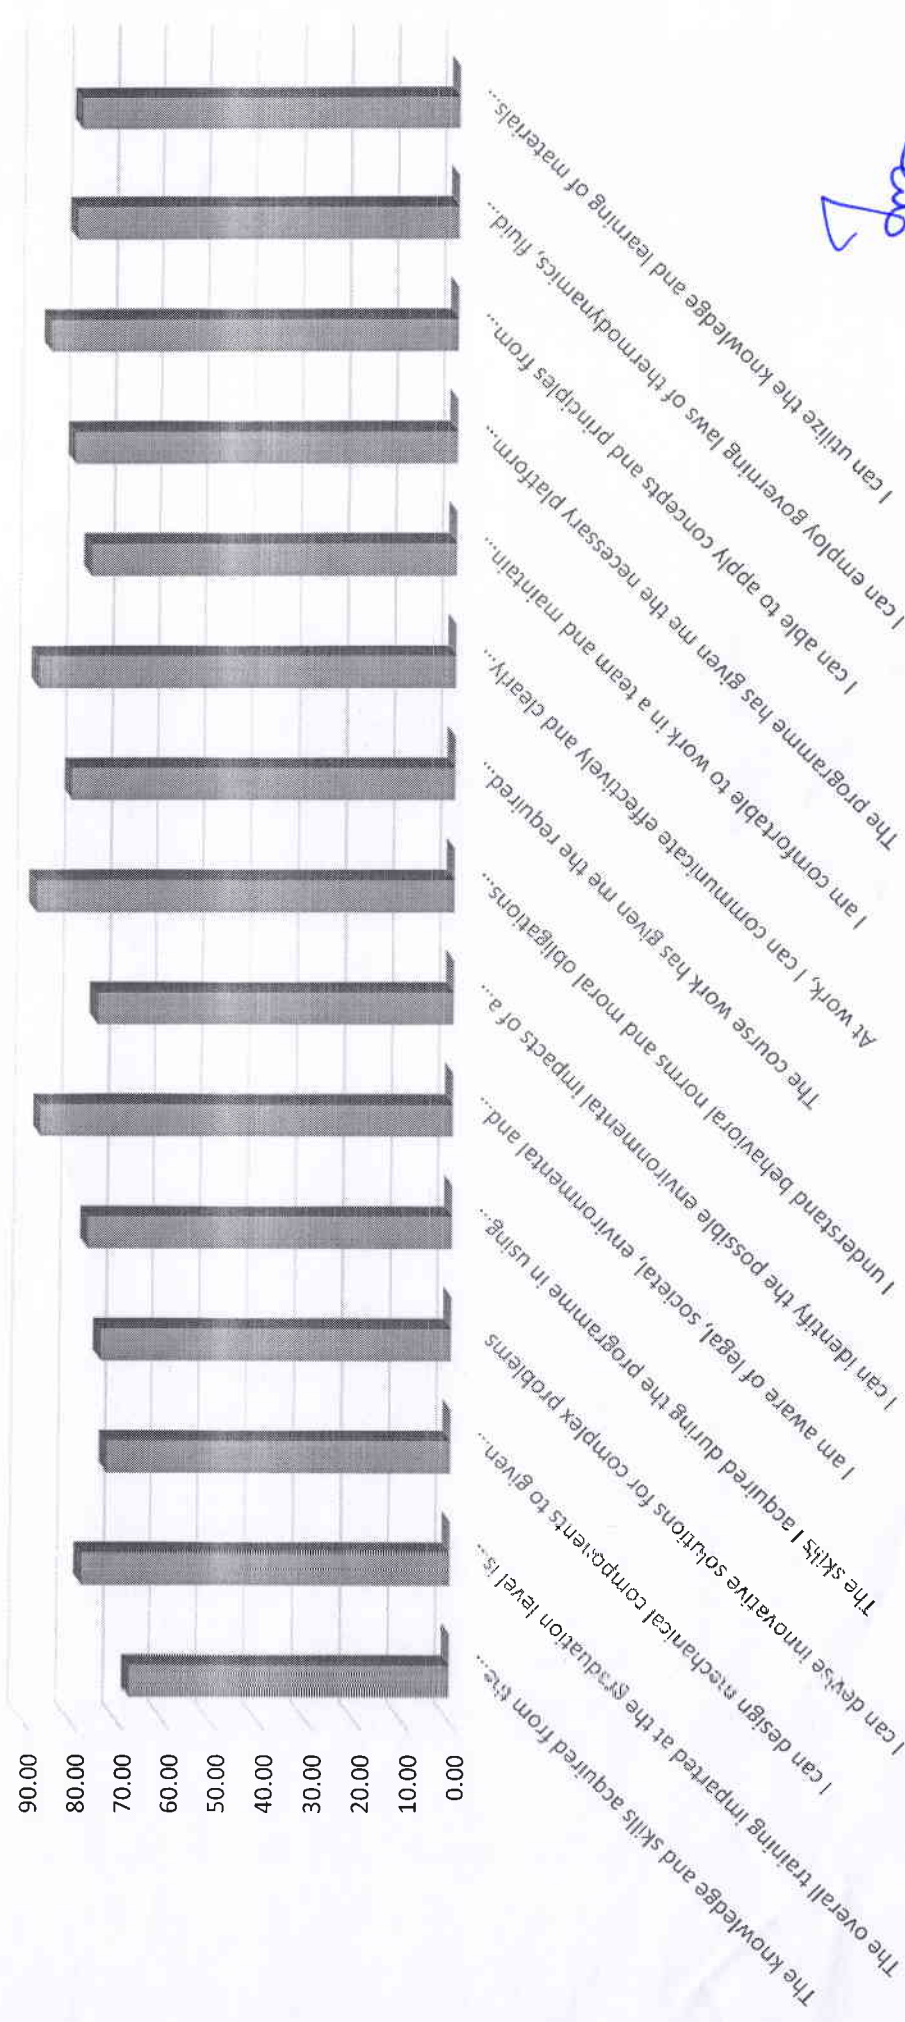 90.00
80.00
70.00
60.00
50.00
40.00
30.00
20.00
10.00
0.00
The knowledge and skills acquired from the...
The overall training imparted at the graduation level is...
I can design mechanical components to given...
I can devise innovative solutions for complex problems
The skills I acquired during the programme in using...
I am aware of legal, societal, environmental and...
I can identify the possible environmental impacts of a...
I understand behavioral norms and moral obligations...
The course work has given me the required...
At work, I can communicate effectively and clearly...
I am comfortable to work in a team and maintain...
The programme has given me the necessary platform...
I can able to apply concepts and principles from...
I can employ governing laws of thermodynamics, fluid...
I can utilize the knowledge and learning of materials...